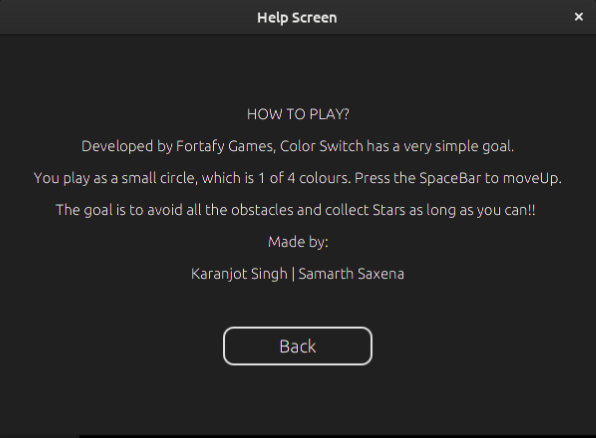 Help Screen
×
HOW TO PLAY?
Developed by Fortafy Games, Color Switch has a very simple goal.
You play as a small circle, which is 1 of 4 colours. Press the SpaceBar to moveUp.
The goal is to avoid all the obstacles and collect Stars as long as you can!!
Made by:
Karanjot Singh | Samarth Saxena
Back